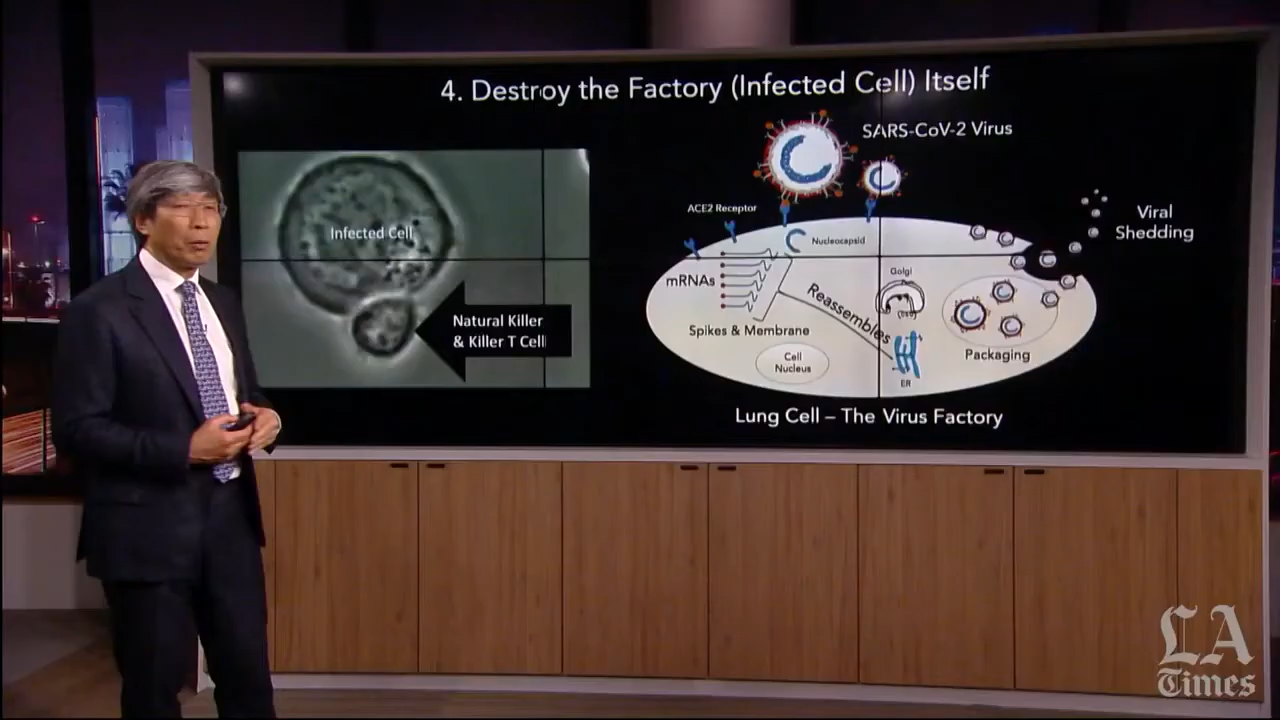 4. Destroy the Factory (Infected Cell) Itself
SARS-CoV-2 Virus
Infected Cell
Natural Killer
& Killer T Cell
ACE2 Receptor
Nucleocapsid
mRNAs
Spikes & Membrane
Reassembles
Golgi
ER
Cell
Nucleus
Packaging
Viral
Shedding
Lung Cell – The Virus Factory
LA
Times